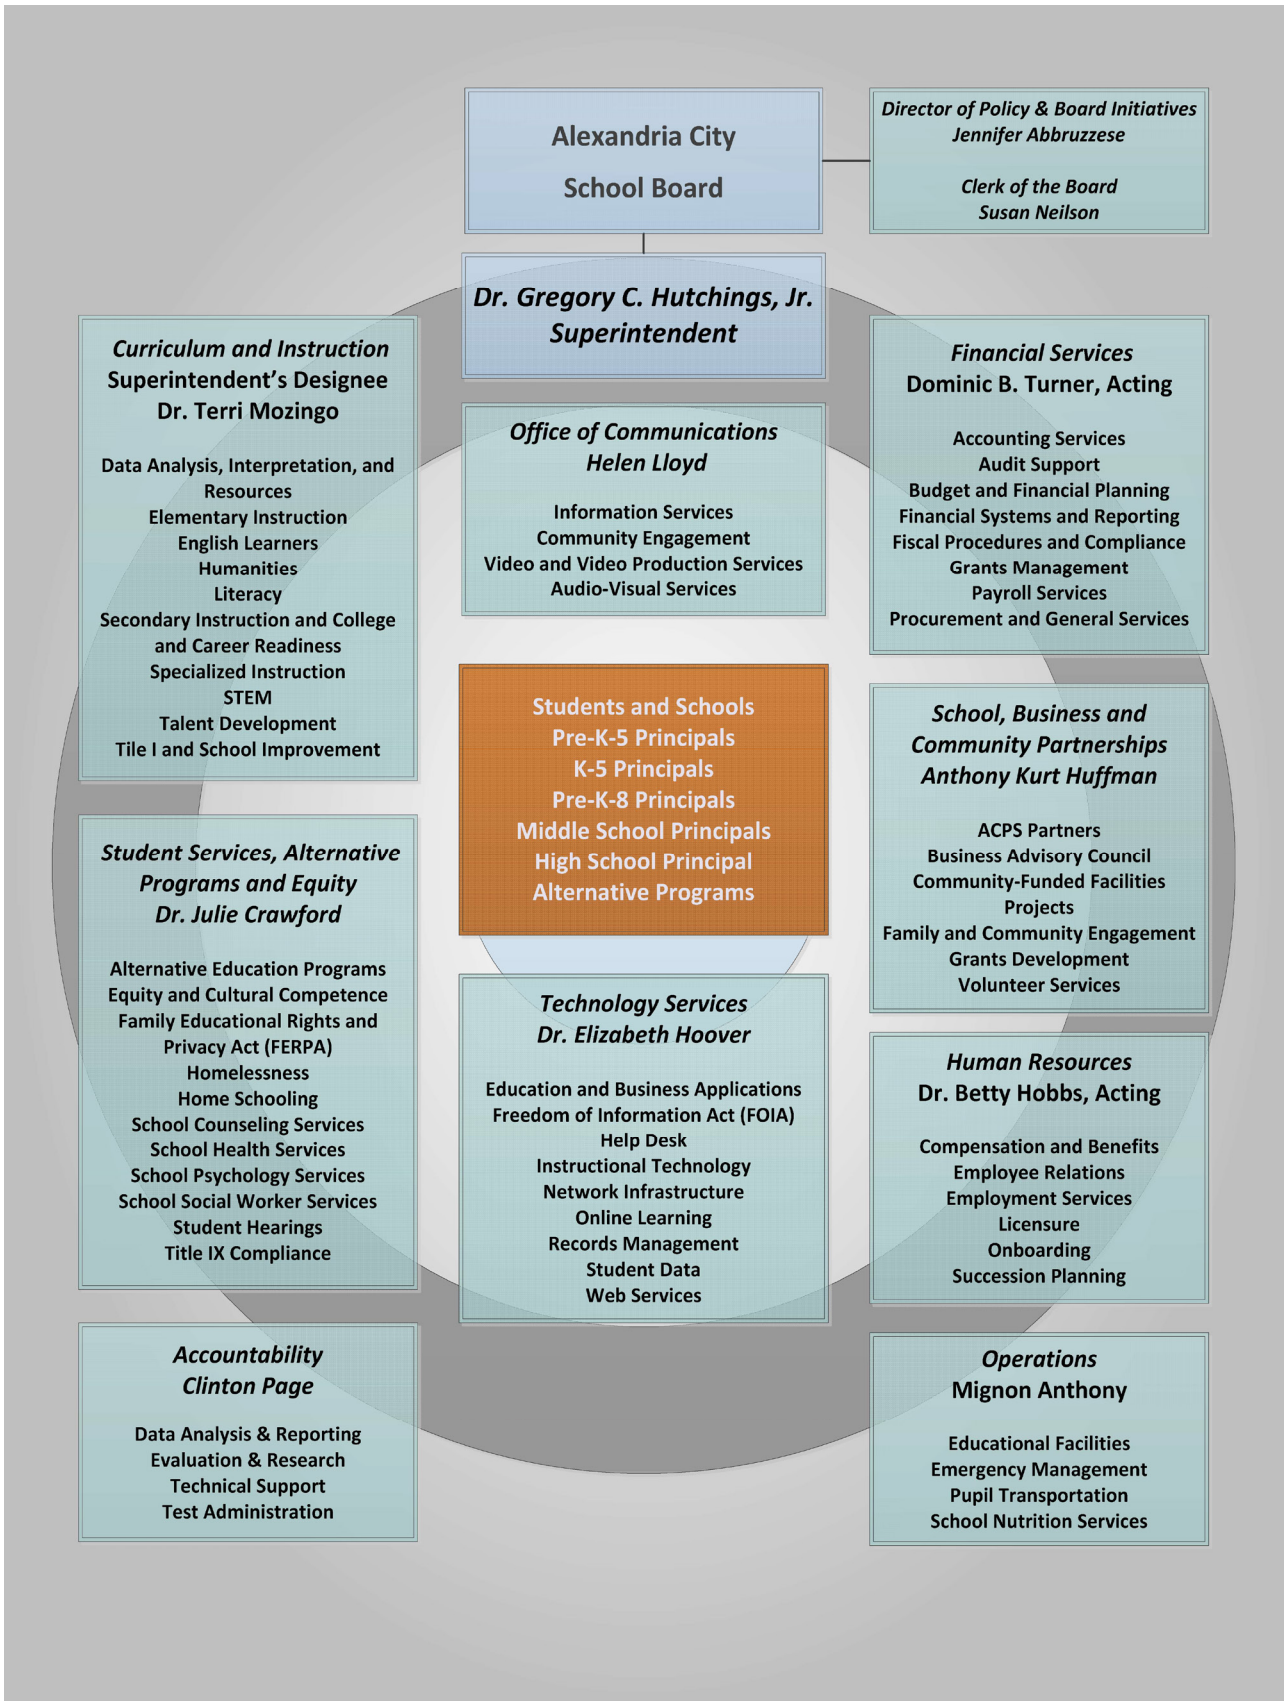 Alexandria City
School Board
Director of Policy & Board Initiatives
Jennifer Abbruzzese
Clerk of the Board
Susan Neilson
Dr. Gregory C. Hutchings, Jr.
Superintendent
Curriculum and Instruction
Superintendent's Designee
Dr. Terri Mozingo
Data Analysis, Interpretation, and
Resources
Elementary Instruction
English Learners
Humanities
Literacy
Secondary Instruction and College
and Career Readiness
Specialized Instruction
STEM
Talent Development
Tile I and School Improvement
Office of Communications
Helen Lloyd
Information Services
Community Engagement
Video and Video Production Services
Audio-Visual Services
Financial Services
Dominic B. Turner, Acting
Accounting Services
Audit Support
Budget and Financial Planning
Financial Systems and Reporting
Fiscal Procedures and Compliance
Grants Management
Payroll Services
Procurement and General Services
Students and Schools
Pre-K-5 Principals
K-5 Principals
Pre-K-8 Principals
Middle School Principals
High School Principal
Alternative Programs
School, Business and
Community Partnerships
Anthony Kurt Huffman
ACPS Partners
Business Advisory Council
Community-Funded Facilities
Projects
Family and Community Engagement
Grants Development
Volunteer Services
Student Services, Alternative
Programs and Equity
Dr. Julie Crawford
Alternative Education Programs
Equity and Cultural Competence
Family Educational Rights and
Privacy Act (FERPA)
Homelessness
Home Schooling
School Counseling Services
School Health Services
School Psychology Services
School Social Worker Services
Student Hearings
Title IX Compliance
Technology Services
Dr. Elizabeth Hoover
Education and Business Applications
Freedom of Information Act (FOIA)
Help Desk
Instructional Technology
Network Infrastructure
Online Learning
Records Management
Student Data
Web Services
Human Resources
Dr. Betty Hobbs, Acting
Compensation and Benefits
Employee Relations
Employment Services
Licensure
Onboarding
Succession Planning
Accountability
Clinton Page
Data Analysis & Reporting
Evaluation & Research
Technical Support
Test Administration
Operations
Mignon Anthony
Educational Facilities
Emergency Management
Pupil Transportation
School Nutrition Services